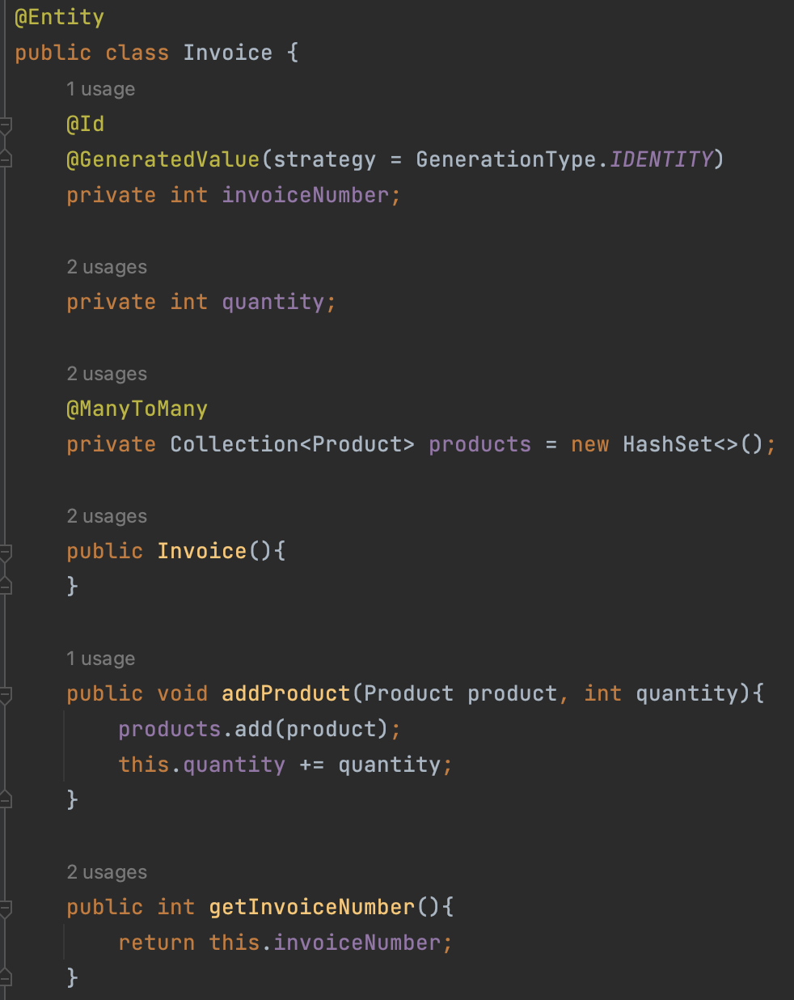 @Entity
public class Invoice {
1 usage
@Id
@GeneratedValue(strategy = GenerationType.IDENTITY)
private int invoiceNumber;
2 usages
private int quantity;
2 usages
@ManyToMany
private Collection<Product> products = new HashSet<>();
2 usages
public Invoice(){
}
1 usage
public void addProduct(Product product, int quantity){
products.add(product);
this.quantity += quantity;
}
2 usages
public int getInvoiceNumber(){
return this.invoiceNumber;
}